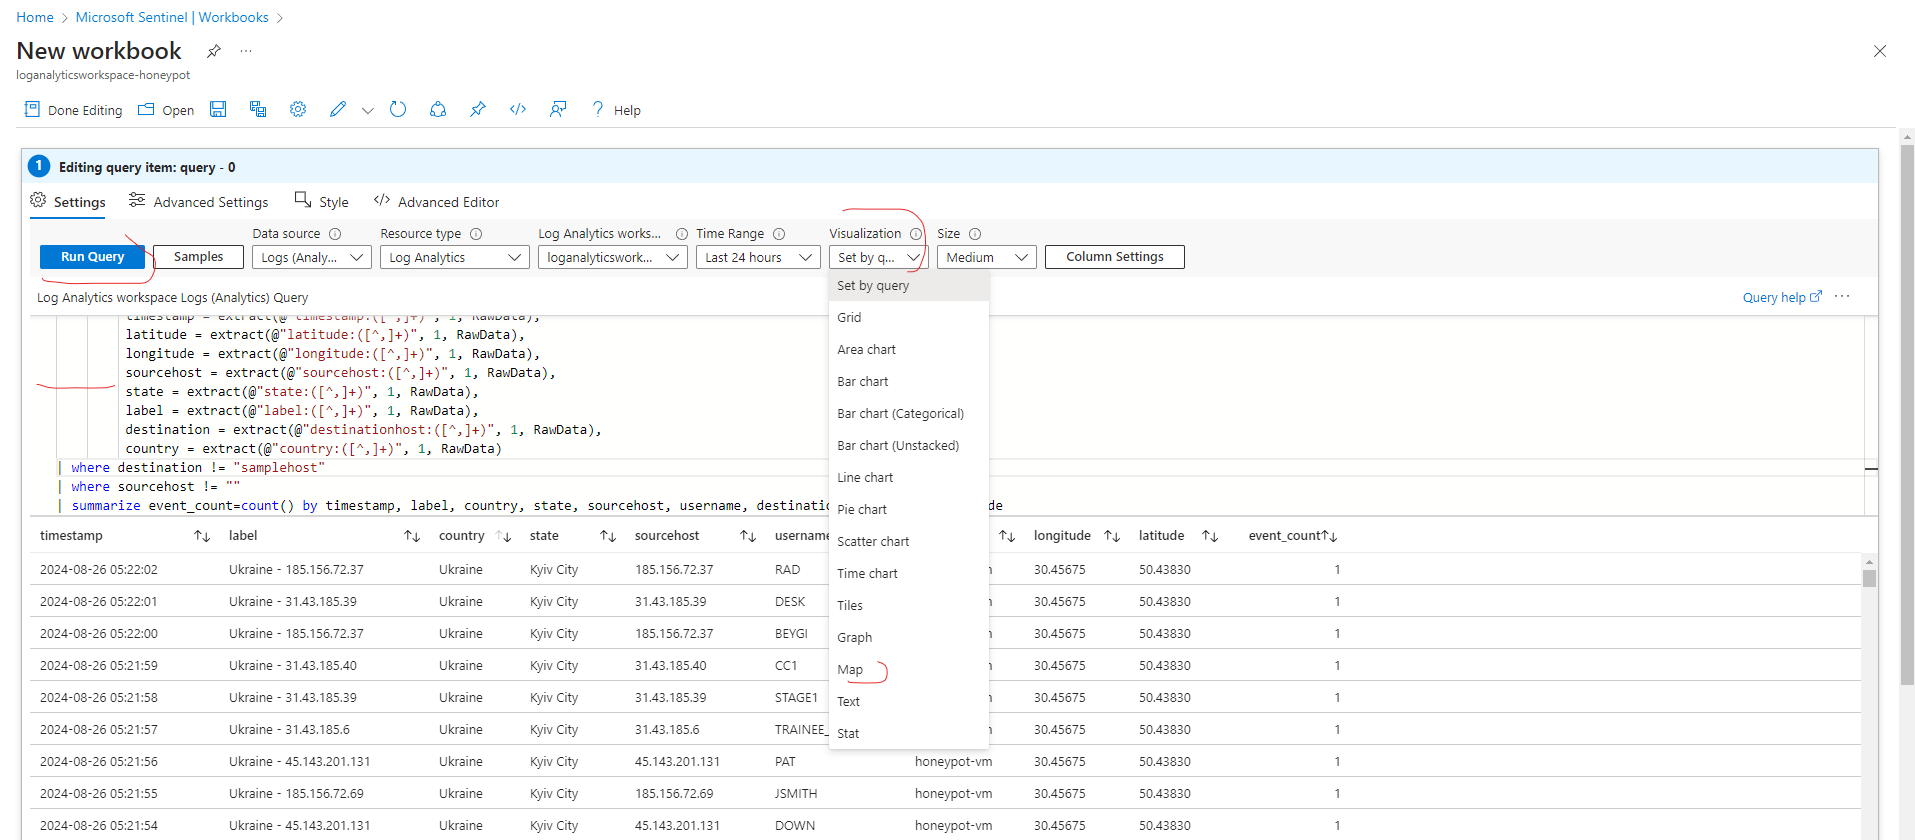 Home > Microsoft Sentinel | Workbooks >
New workbook ...
loganalyticsworkspace-honeypot
Done Editing Open Help
1 Editing query item: query - 0
Settings Advanced Settings Style </> Advanced Editor
Data source Resource type Log Analytics works... Time Range Visualization Size
Run Query Samples Logs (Analy... Log Analytics loganalyticswork... Last 24 hours Set by q... Medium Column Settings
Log Analytics workspace Logs (Analytics) Query
Query help ...
Set by query
Grid
Area chart
Bar chart
Bar chart (Categorical)
Bar chart (Unstacked)
Line chart
Pie chart
Scatter chart
Time chart
Tiles
Graph
Map
Text
Stat
timestamp = extract(@"timestamp:([^,]+)", 1, RawData),
latitude = extract(@"latitude:([^,]+)", 1, RawData),
longitude = extract(@"longitude:([^,]+)", 1, RawData),
sourcehost = extract(@"sourcehost:([^,]+)", 1, RawData),
state = extract(@"state:([^,]+)", 1, RawData),
label = extract(@"label:([^,]+)", 1, RawData),
destination = extract(@"destinationhost:([^,]+)", 1, RawData),
country = extract(@"country:([^,]+)", 1, RawData)
| where destination != "samplehost"
| where sourcehost != ""
| summarize event_count=count() by timestamp, label, country, state, sourcehost, username, destinatio de
timestamp label country state sourcehost username longitude latitude event_count
2024-08-26 05:22:02 Ukraine - 185.156.72.37 Ukraine Kyiv City 185.156.72.37 RAD 30.45675 50.43830 1
2024-08-26 05:22:01 Ukraine - 31.43.185.39 Ukraine Kyiv City 31.43.185.39 DESK 30.45675 50.43830 1
2024-08-26 05:22:00 Ukraine - 185.156.72.37 Ukraine Kyiv City 185.156.72.37 BEYGI 30.45675 50.43830 1
2024-08-26 05:21:59 Ukraine - 31.43.185.40 Ukraine Kyiv City 31.43.185.40 CC1 30.45675 50.43830 1
2024-08-26 05:21:58 Ukraine - 31.43.185.39 Ukraine Kyiv City 31.43.185.39 STAGE1 30.45675 50.43830 1
2024-08-26 05:21:57 Ukraine - 31.43.185.6 Ukraine Kyiv City 31.43.185.6 TRAINEE_ 30.45675 50.43830 1
2024-08-26 05:21:56 Ukraine - 45.143.201.131 Ukraine Kyiv City 45.143.201.131 PAT honeypot-vm 30.45675 50.43830 1
2024-08-26 05:21:55 Ukraine - 185.156.72.69 Ukraine Kyiv City 185.156.72.69 JSMITH honeypot-vm 30.45675 50.43830 1
2024-08-26 05:21:54 Ukraine - 45.143.201.131 Ukraine Kyiv City 45.143.201.131 DOWN honeypot-vm 30.45675 50.43830 1